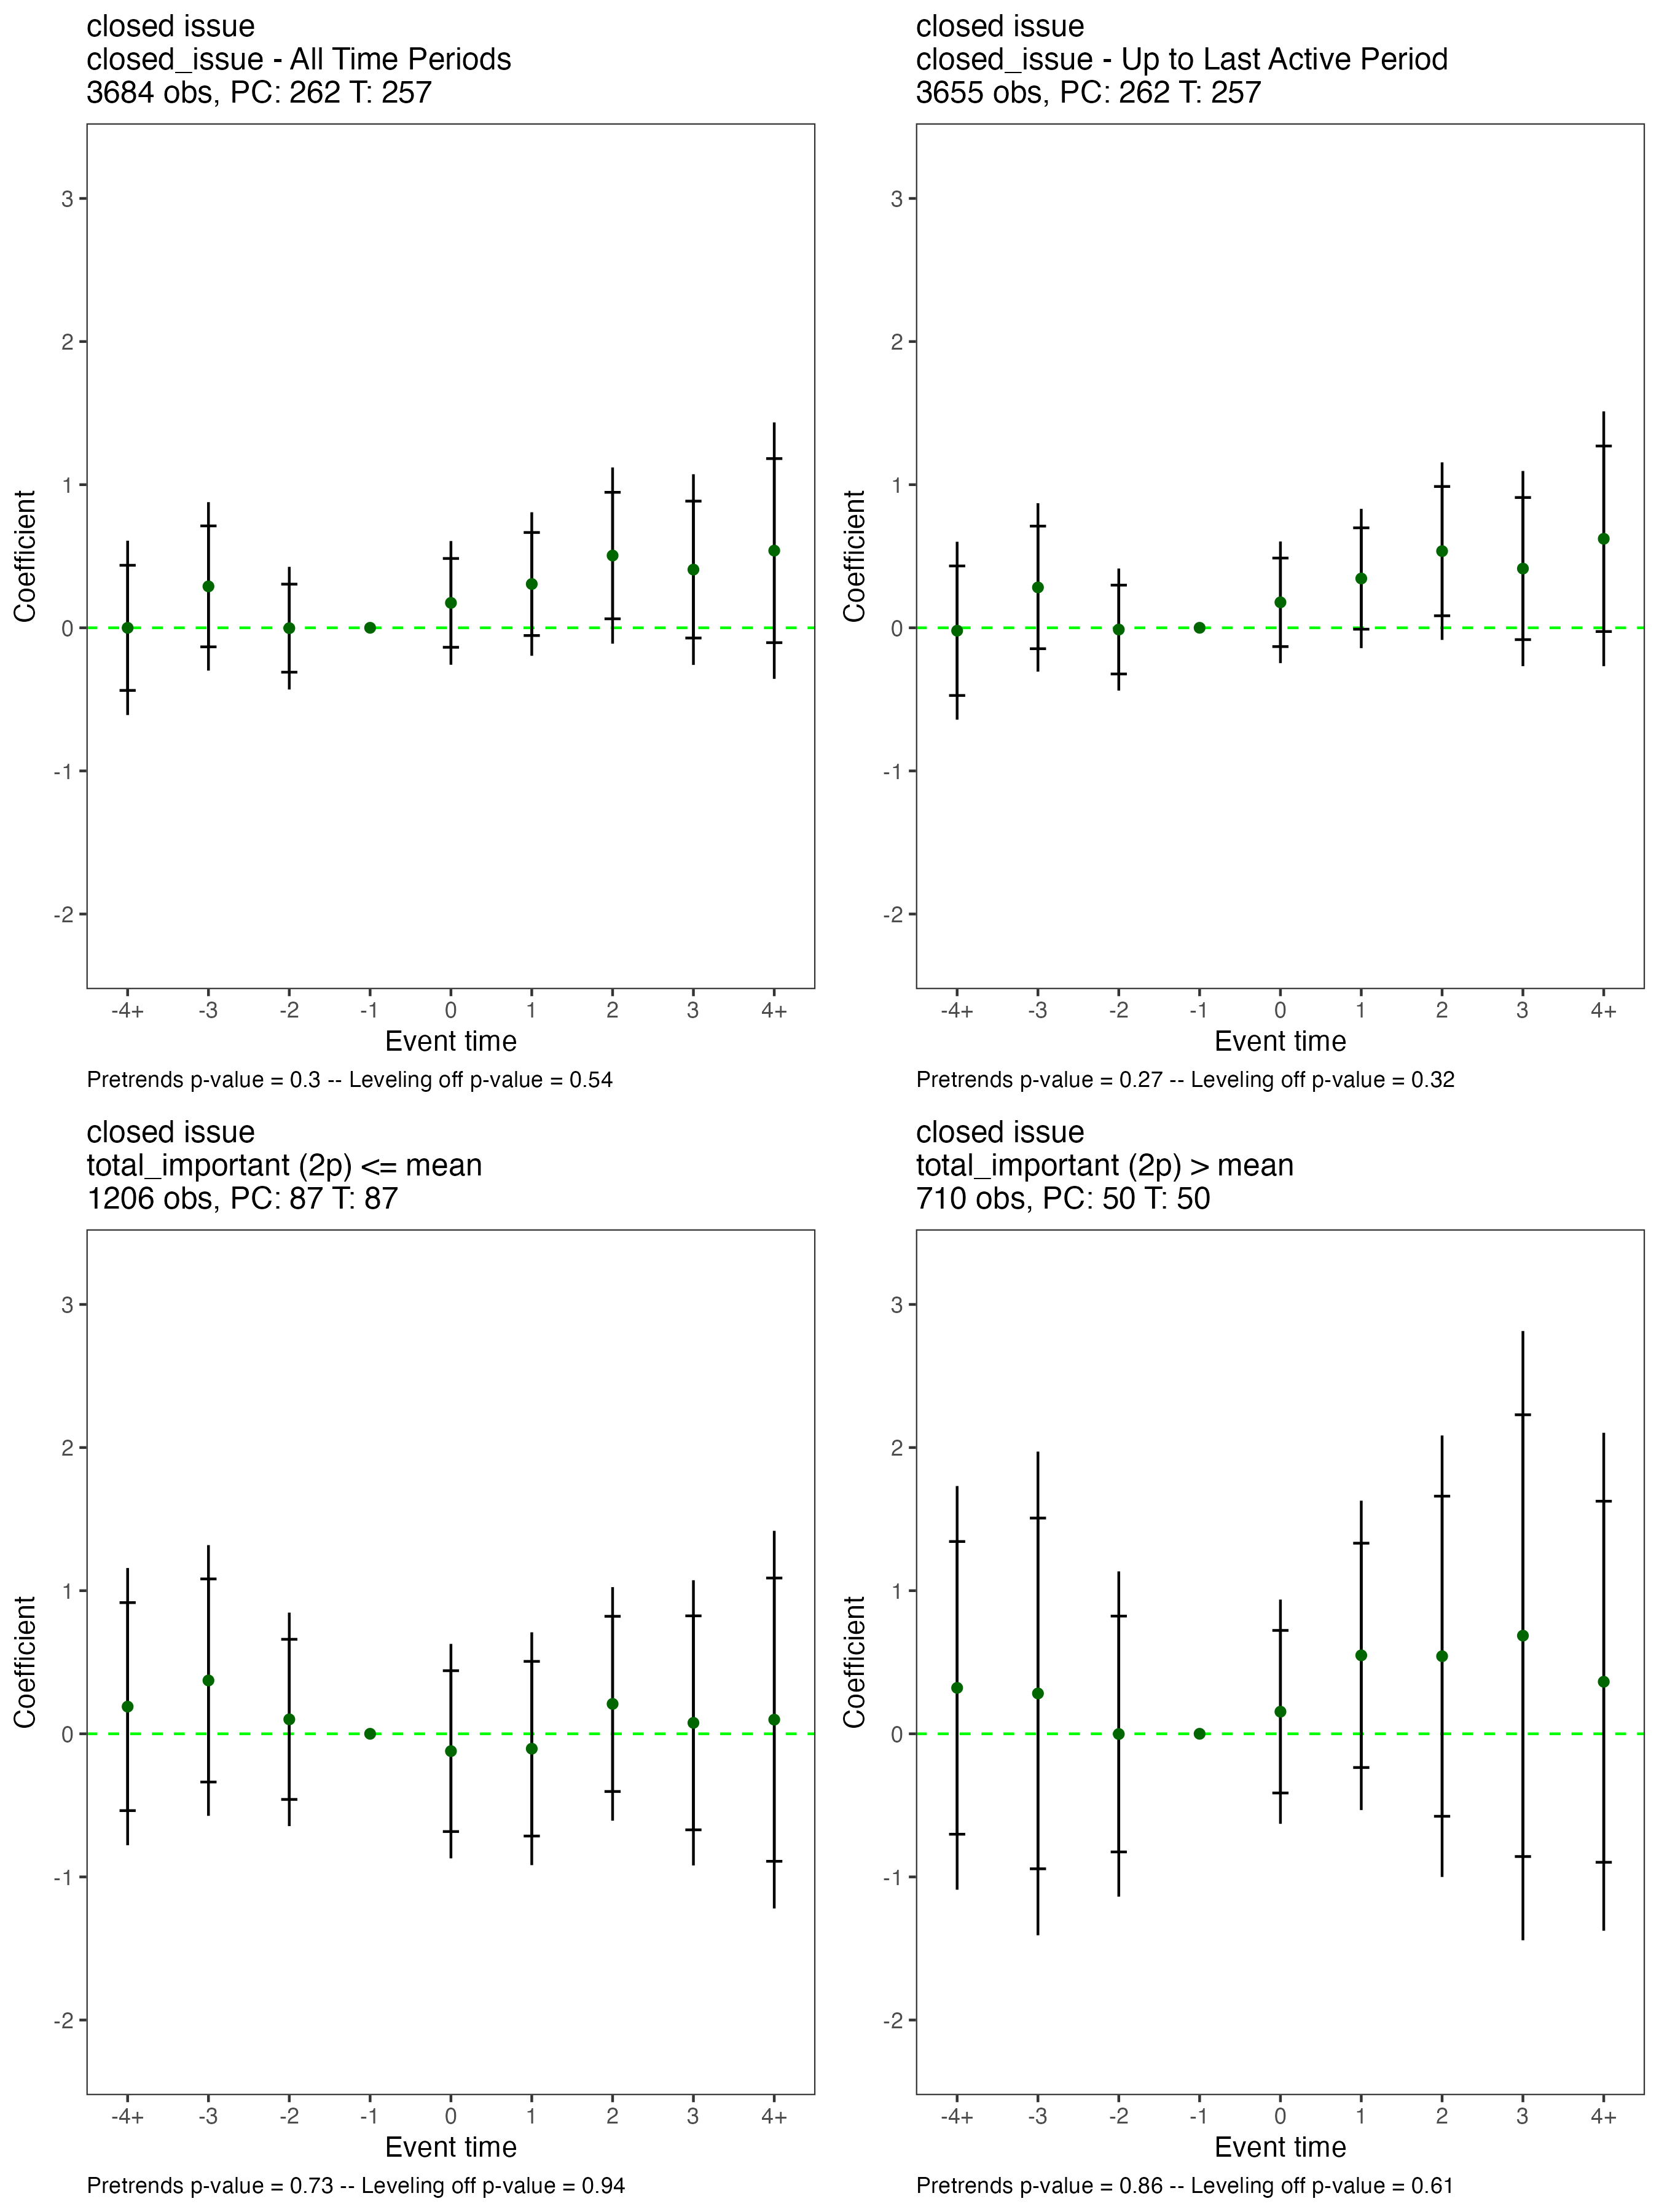 closed issue
closed_issue - All Time Periods
3684 obs, PC: 262 T: 257
3
2
1
0
-1
-2
Coefficient
-4+ -3 -2 -1 0 1 2 3 4+
Event time
Pretrends p-value = 0.3 -- Leveling off p-value = 0.54
closed issue
closed_issue - Up to Last Active Period
3655 obs, PC: 262 T: 257
3
2
1
0
-1
-2
Coefficient
-4+ -3 -2 -1 0 1 2 3 4+
Event time
Pretrends p-value = 0.27 -- Leveling off p-value = 0.32
closed issue
total_important (2p) <= mean
1206 obs, PC: 87 T: 87
3
2
1
0
-1
-2
Coefficient
-4+ -3 -2 -1 0 1 2 3 4+
Event time
Pretrends p-value = 0.73 -- Leveling off p-value = 0.94
closed issue
total_important (2p) > mean
710 obs, PC: 50 T: 50
3
2
1
0
-1
-2
Coefficient
-4+ -3 -2 -1 0 1 2 3 4+
Event time
Pretrends p-value = 0.86 -- Leveling off p-value = 0.61